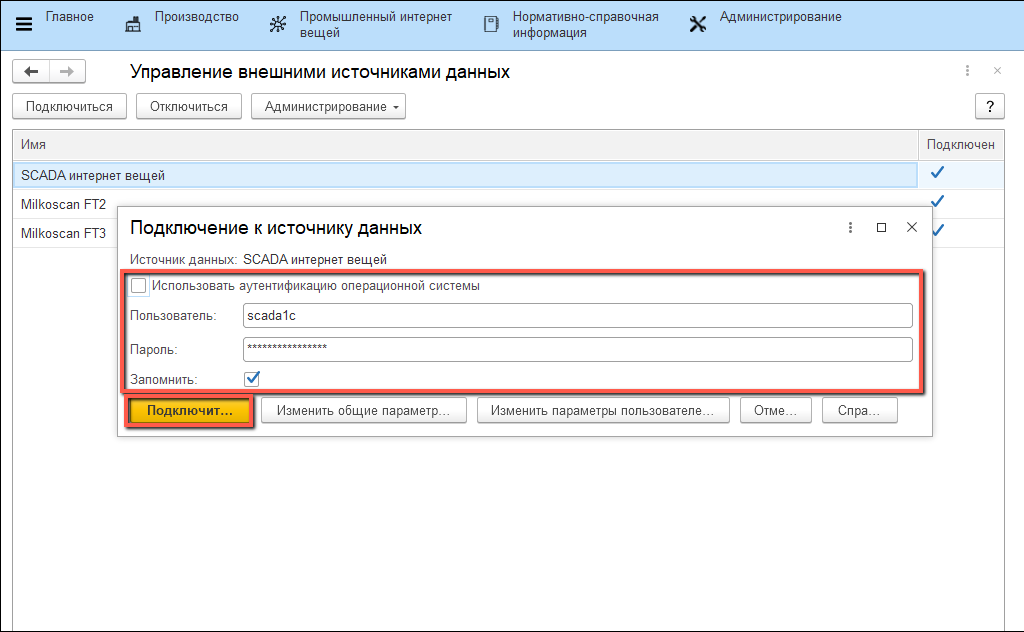 Главное
Производство
Промышленный интернет
вещей
Нормативно-справочная
информация
Администрирование
Управление внешними источниками данных
Подключиться
Отключиться
Администрирование
?
Имя
Подключен
SCADA интернет вещей
Milkoscan FT2
Milkoscan FT3
Подключение к источнику данных
Источник данных: SCADA интернет вещей
Использовать аутентификацию операционной системы
Пользователь: scada1c
Пароль: ****************
Запомнить:
Подключит...
Изменить общие параметр...
Изменить параметры пользователе...
Отме...
Спра...